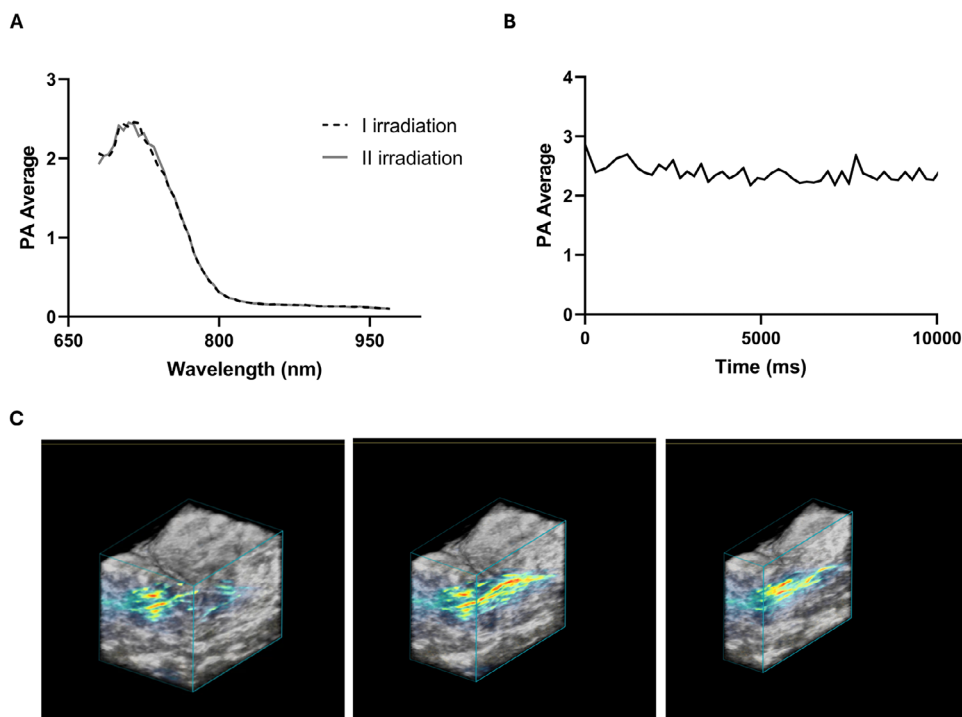 A
B
3
2
1
0
PA Average
650
800
950
Wavelength (nm)
I irradiation
II irradiation
4
3
2
1
0
PA Average
0
5000
10000
Time (ms)
C